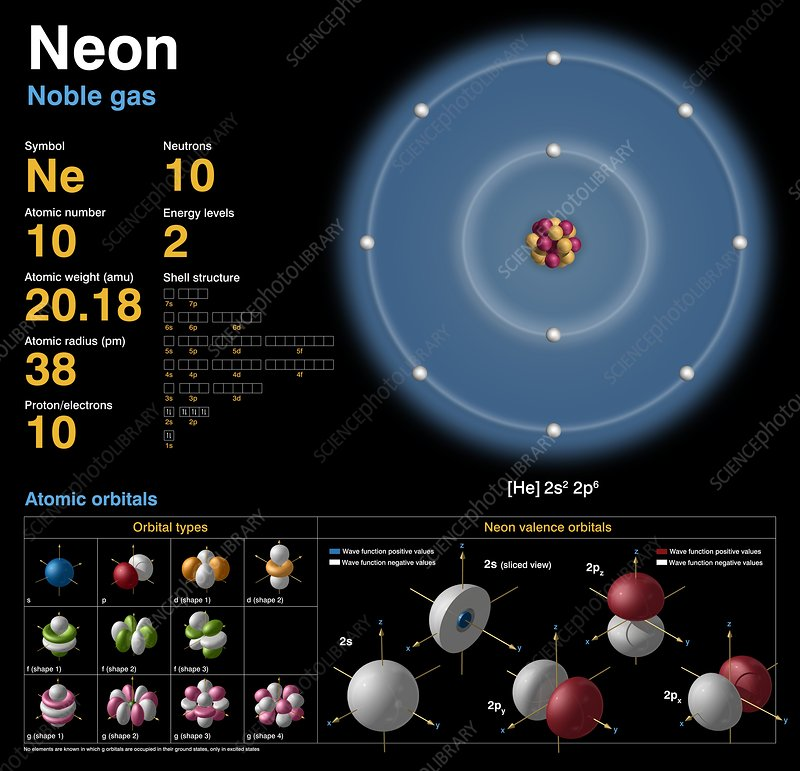 Neon
Noble gas
Symbol
Ne
Neutrons
10
Atomic number
10
Energy levels
2
Atomic weight (amu)
20.18
Shell structure
7s 7p
6s 6p 6d
5s 5p 5d 5f
4s 4p 4d 4f
3s 3p 3d
2s 2p
1s
Atomic radius (pm)
38
Proton/electrons
10
[He] 2s² 2p⁶
Atomic orbitals
Orbital types
s
p
d (shape 1)
d (shape 2)
f (shape 1)
f (shape 2)
f (shape 3)
g (shape 1)
g (shape 2)
g (shape 3)
g (shape 4)
No elements are known in which g orbitals are occupied in their ground states, only in excited states
Neon valence orbitals
Wave function positive values
Wave function negative values
2s
z
x
y
2s (sliced view)
z
x
y
2py
z
x
y
2pz
z
x
y
Wave function positive values
Wave function negative values
2px
z
x
y
SCIENCEphotoLIBRARY